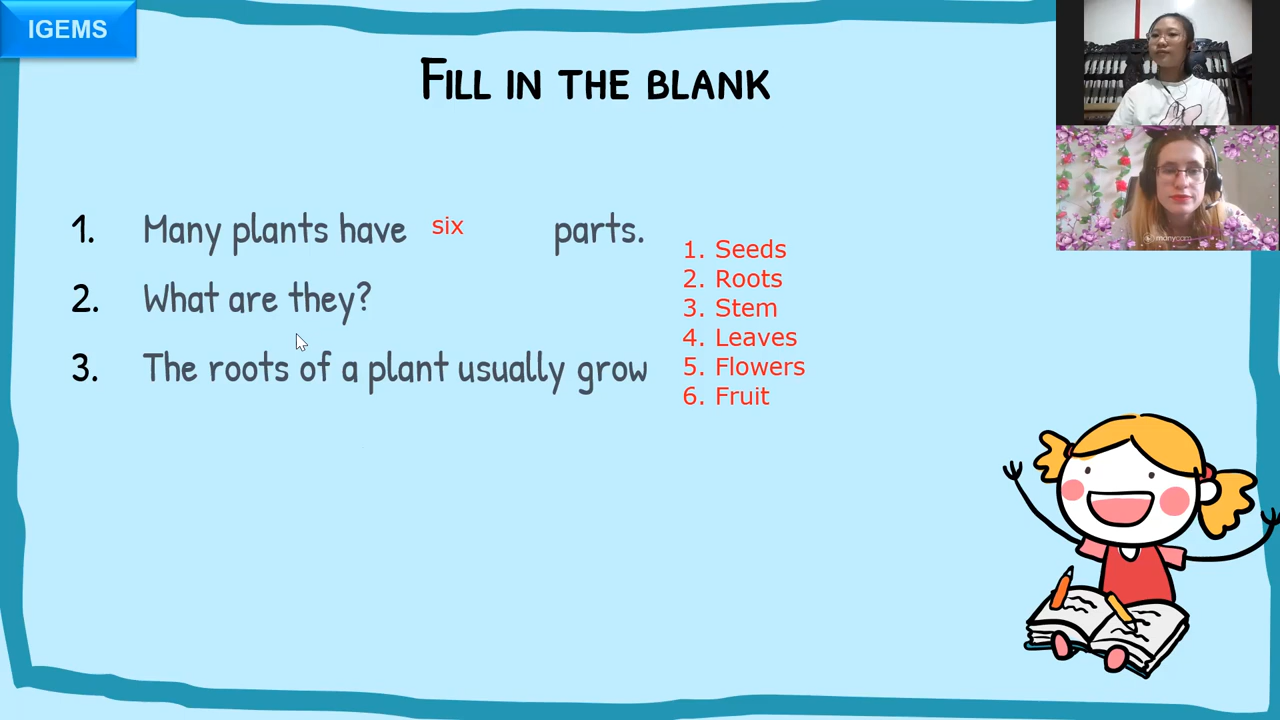 IGEMS
Fill in the blank
1. Many plants have six parts.
2. What are they?
3. The roots of a plant usually grow
1. Seeds
2. Roots
3. Stem
4. Leaves
5. Flowers
6. Fruit
manycam